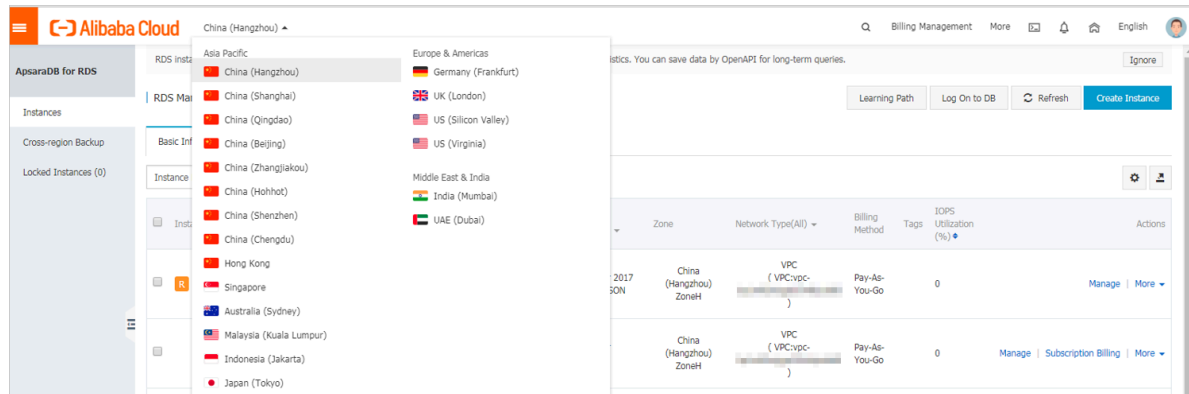 Alibaba Cloud
China (Hangzhou)
Billing Management
More
English
ApsaraDB for RDS
Instances
Cross-region Backup
Locked Instances (0)
RDS insta
istics. You can save data by OpenAPI for long-term queries.
Ignore
RDS Mar
Learning Path
Log On to DB
Refresh
Create Instance
Basic Inf
Instance
Asia Pacific
China (Hangzhou)
China (Shanghai)
China (Qingdao)
China (Beijing)
China (Zhangjiakou)
China (Hohhot)
China (Shenzhen)
China (Chengdu)
Hong Kong
Singapore
Australia (Sydney)
Malaysia (Kuala Lumpur)
Indonesia (Jakarta)
Japan (Tokyo)
Europe & Americas
Germany (Frankfurt)
UK (London)
US (Silicon Valley)
US (Virginia)
Middle East & India
India (Mumbai)
UAE (Dubai)
Insta
Zone
Network Type(All)
Billing
Method
Tags
IOPS
Utilization
(%)
Actions
R
2017
SON
China
(Hangzhou)
ZoneH
VPC
( VPC:vpc-
)
Pay-As-
You-Go
0
Manage | More
China
(Hangzhou)
ZoneH
VPC
( VPC:vpc-
)
Pay-As-
You-Go
0
Manage | Subscription Billing | More